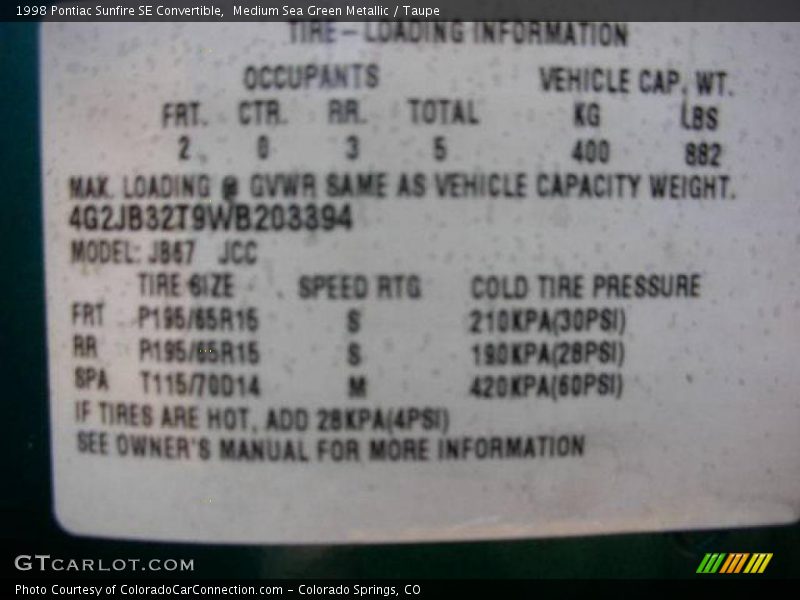 1998 Pontiac Sunfire SE Convertible,  Medium Sea Green Metallic / Taupe
TIRE - LOADING INFORMATION
OCCUPANTS VEHICLE CAP. WT.
FRT. CTR. RR. TOTAL KG LBS
2 0 3 5 400 882
MAX. LOADING @ GVWR SAME AS VEHICLE CAPACITY WEIGHT.
4G2JB32T9WB203394
MODEL: JB67 JCC
TIRE SIZE SPEED RTG COLD TIRE PRESSURE
FRT P195/65R15 S 210KPA(30PSI)
RR P195/65R15 S 190KPA(28PSI)
SPA T115/70D14 M 420KPA(60PSI)
IF TIRES ARE HOT, ADD 28KPA(4PSI)
SEE OWNER'S MANUAL FOR MORE INFORMATION
GTCARLOT.COM
Photo Courtesy of ColoradoCarConnection.com - Colorado Springs, CO